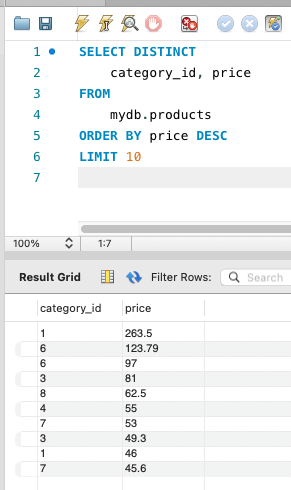 1 SELECT DISTINCT
2 category_id, price
3 FROM
4 mydb.products
5 ORDER BY price DESC
6 LIMIT 10
7
100% 1:7
Result Grid Filter Rows: Search
category_id price
1 263.5
6 123.79
6 97
3 81
8 62.5
4 55
7 53
3 49.3
1 46
7 45.6